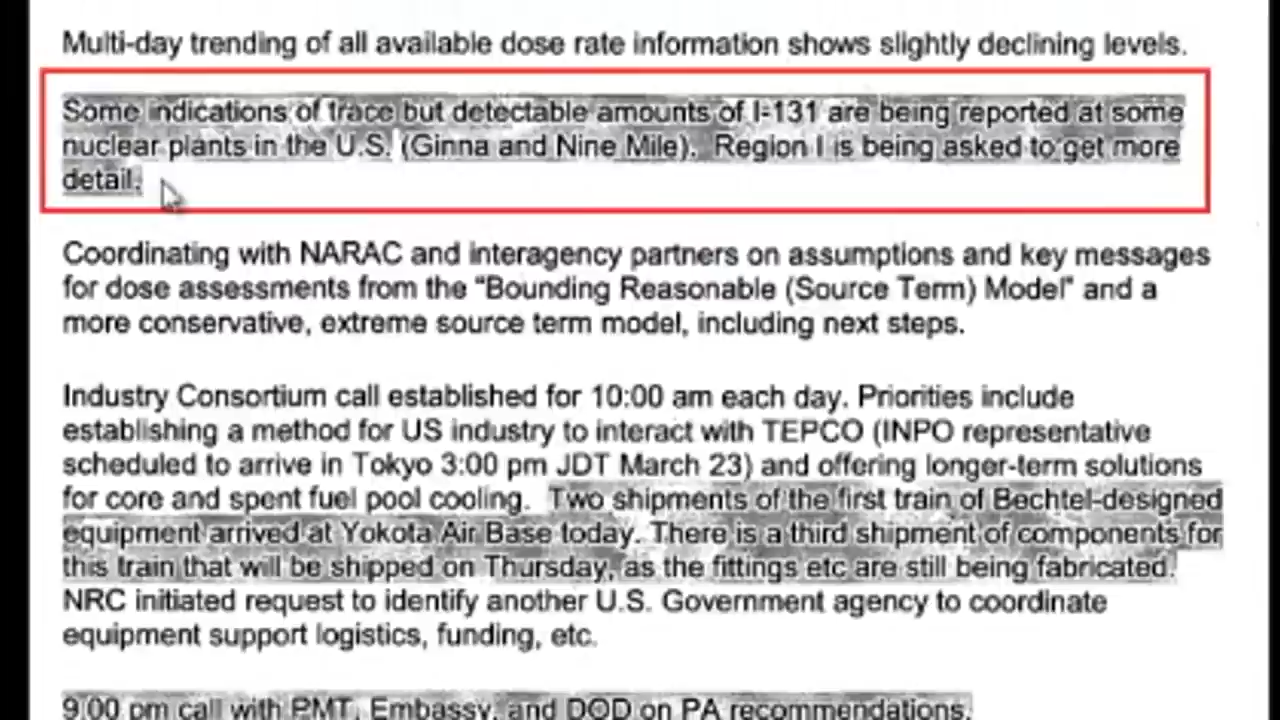 Multi-day trending of all available dose rate information shows slightly declining levels.
Some indications of trace but detectable amounts of I-131 are being reported at some
nuclear plants in the U.S. (Ginna and Nine Mile).  Region I is being asked to get more
detail.
Coordinating with NARAC and interagency partners on assumptions and key messages
for dose assessments from the "Bounding Reasonable (Source Term) Model" and a
more conservative, extreme source term model, including next steps.
Industry Consortium call established for 10:00 am each day. Priorities include
establishing a method for US industry to interact with TEPCO (INPO representative
scheduled to arrive in Tokyo 3:00 pm JDT March 23) and offering longer-term solutions
for core and spent fuel pool cooling.  Two shipments of the first train of Bechtel-designed
equipment arrived at Yokota Air Base today. There is a third shipment of components for
this train that will be shipped on Thursday, as the fittings etc are still being fabricated.
NRC initiated request to identify another U.S. Government agency to coordinate
equipment support logistics, funding, etc.
9:00 pm call with PMT, Embassy, and DOD on PA recommendations.